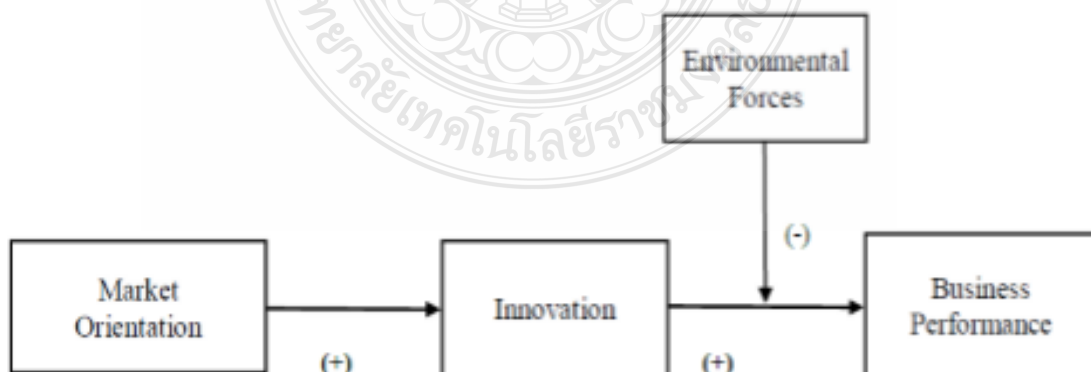 Environmental
Forces
(-)
Market
Orientation
Innovation
Business
Performance
(+)
(+)